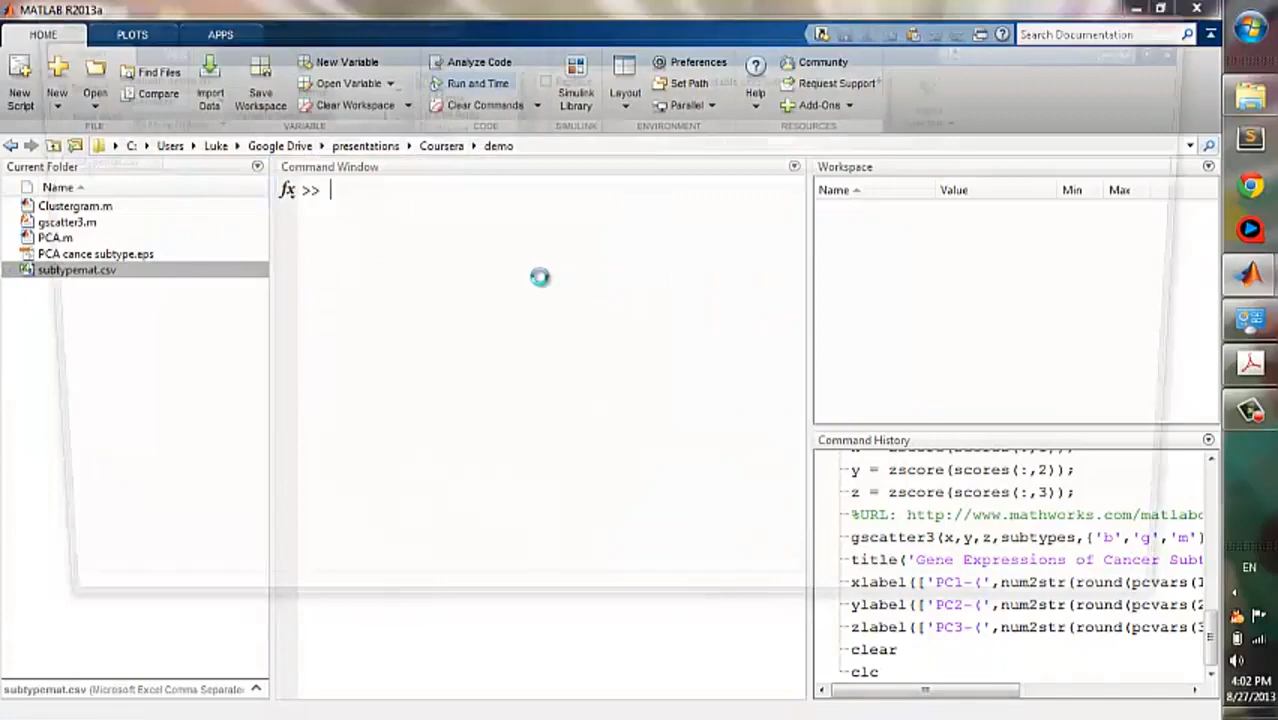 MATLAB R2013a
HOME PLOTS APPS
Search Documentation
New Script
New
Open
Find Files
Compare
Import Data
Save Workspace
New Variable
Open Variable
Clear Workspace
Analyze Code
Run and Time
Clear Commands
Simulink Library
Layout
Preferences
Set Path
Parallel
Help
Community
Request Support
Add-Ons
FILE VARIABLE CODE SIMULINK ENVIRONMENT RESOURCES
C: Users Luke Google Drive presentations Coursera demo
Current Folder
Name
Clustergram.m
gscatter3.m
PCA.m
PCA cance subtype.eps
subtypemat.csv
subtypemat.csv (Microsoft Excel Comma Separate
Command Window
fx >>
Workspace
Name Value Min Max
Command History
y = zscore(scores(:,2));
z = zscore(scores(:,3));
%URL: http://www.mathworks.com/matlabc
gscatter3(x,y,z,subtypes,{'b','g','m'}
title('Gene Expressions of Cancer Subt
xlabel(['PC1-(',num2str(round(pcvars(1
ylabel(['PC2-(',num2str(round(pcvars(2
zlabel(['PC3-(',num2str(round(pcvars(3
clear
clc
EN
4:02 PM
8/27/2013